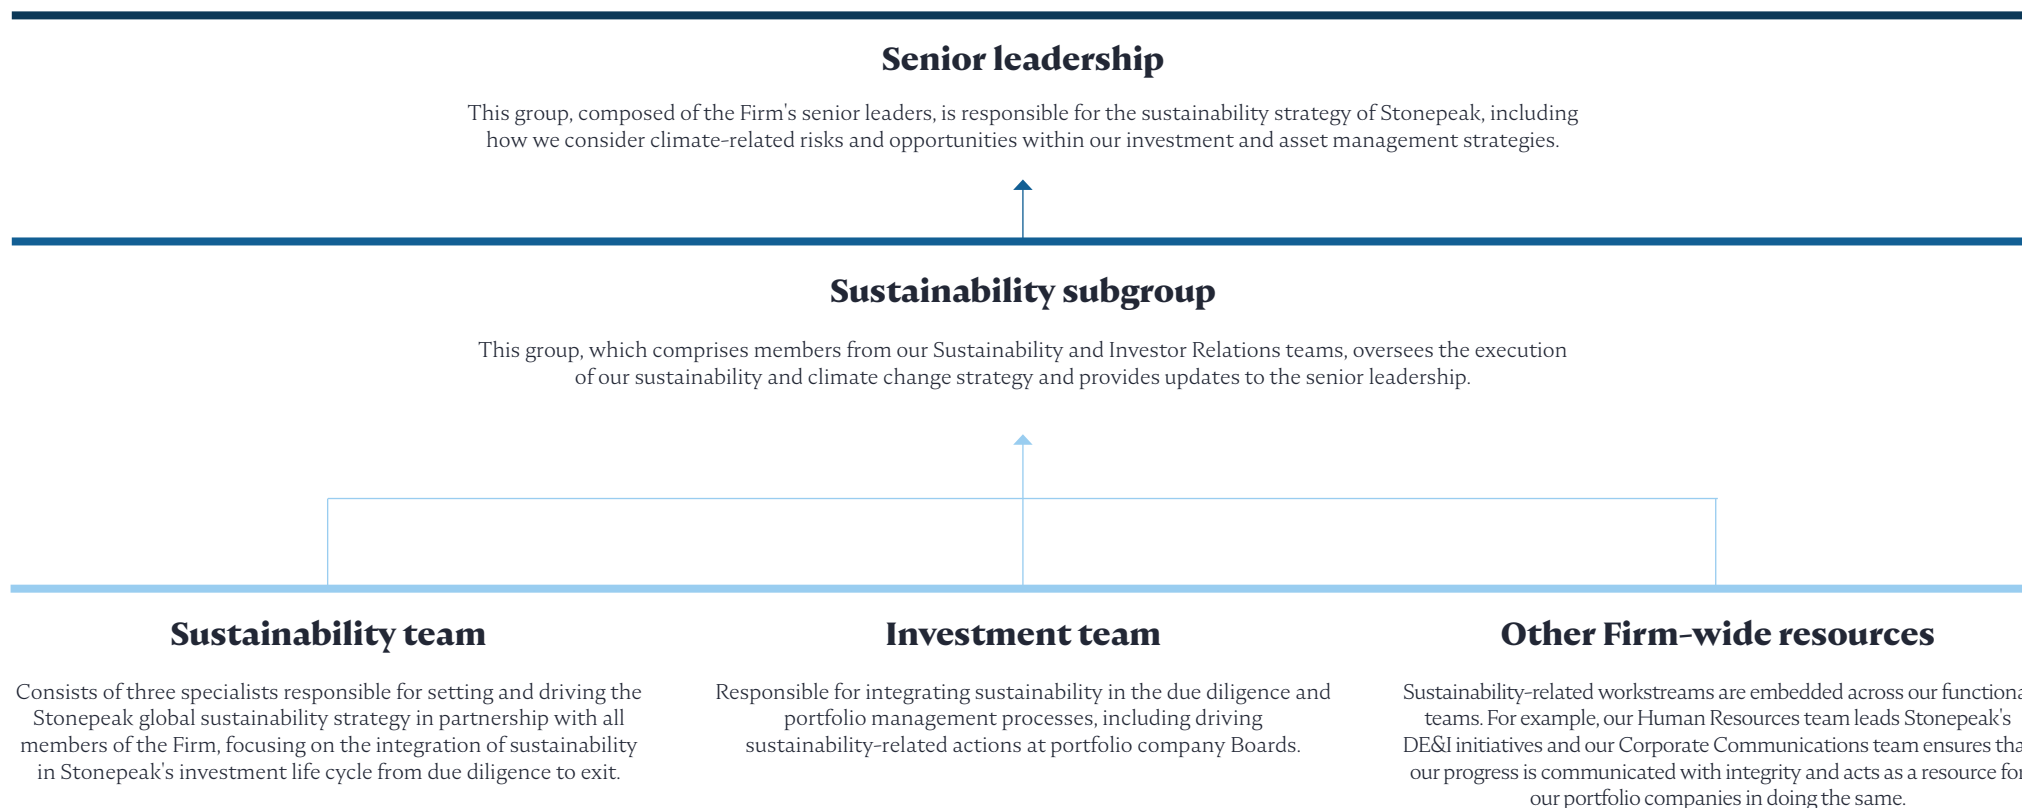 Senior leadership
This group, composed of the Firm's senior leaders, is responsible for the sustainability strategy of Stonepeak, including
how we consider climate-related risks and opportunities within our investment and asset management strategies.
Sustainability subgroup
This group, which comprises members from our Sustainability and Investor Relations teams, oversees the execution
of our sustainability and climate change strategy and provides updates to the senior leadership.
Sustainability team
Consists of three specialists responsible for setting and driving the
Stonepeak global sustainability strategy in partnership with all
members of the Firm, focusing on the integration of sustainability
in Stonepeak's investment life cycle from due diligence to exit.
Investment team
Responsible for integrating sustainability in the due diligence and
portfolio management processes, including driving
sustainability-related actions at portfolio company Boards.
Other Firm-wide resources
Sustainability-related workstreams are embedded across our
teams. For example, our Human Resources team leads Stonepeak's
DE&I initiatives and our Corporate Communications team ensures
our progress is communicated with integrity and acts as a resource for
our portfolio companies in doing the same.